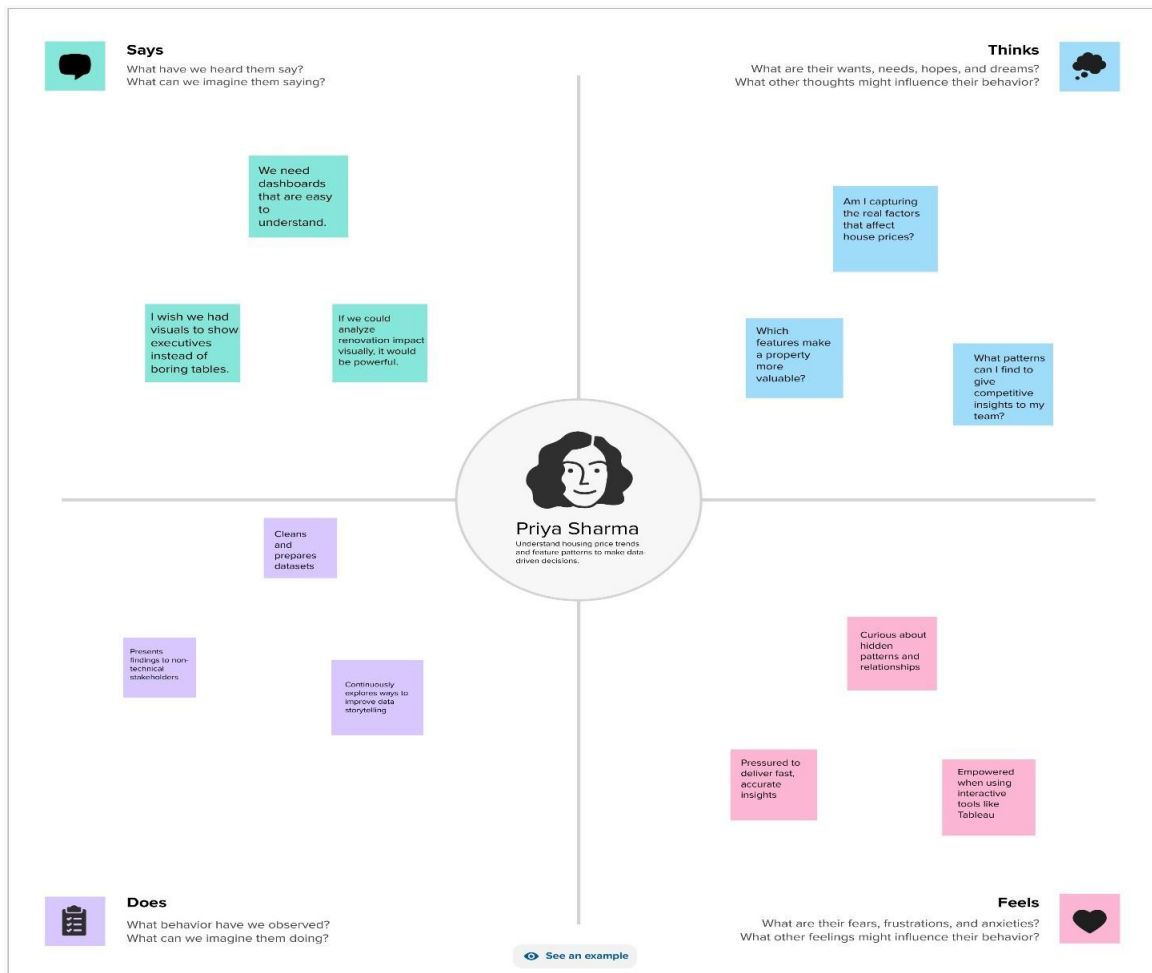 Says
What have we heard them say?
What can we imagine them saying?
We need
dashboards
that are easy
to
understand.
I wish we had
visuals to show
executives
instead of
boring tables.
If we could
analyze
renovation impact
visually, it would
be powerful.
Thinks
What are their wants, needs, hopes, and dreams?
What other thoughts might influence their behavior?
Am I capturing
the real factors
that affect
house prices?
Which
features make
a property
more
valuable?
What patterns
can I find to
give
competitive
insights to my
team?
Priya Sharma
Understand housing price trends
and feature patterns to make data-
driven decisions.
Cleans
and
prepares
datasets
Presents
findings to non-
technical
stakeholders
Continuously
explores ways to
improve data
storytelling
Does
What behavior have we observed?
What can we imagine them doing?
Curious about
hidden
patterns and
relationships
Pressured to
deliver fast,
accurate
insights
Empowered
when using
interactive
tools like
Tableau
Feels
What are their fears, frustrations, and anxieties?
What other feelings might influence their behavior?
See an example